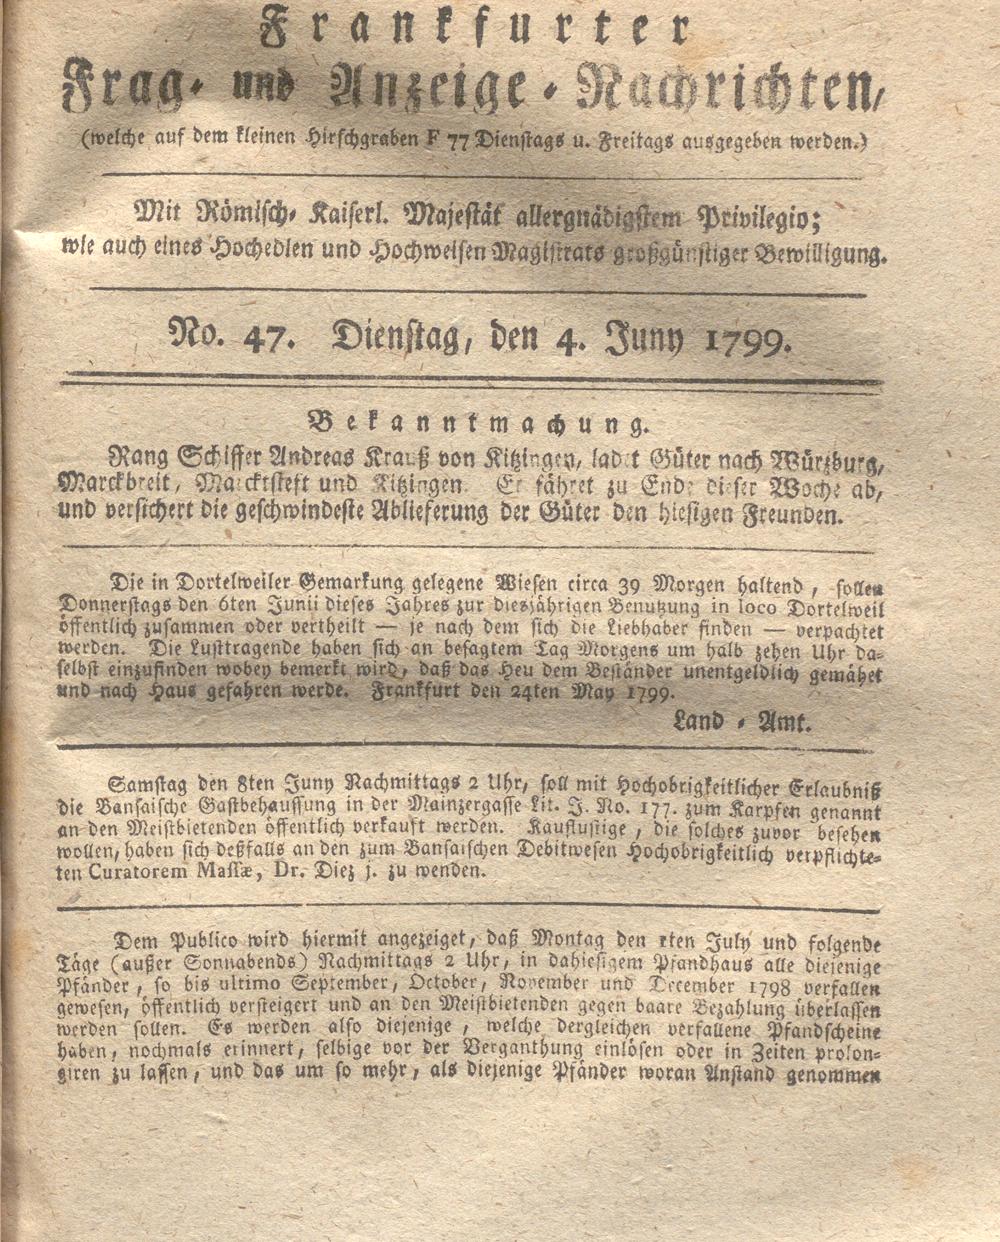 Frankfurter
Frag- und Anzeige-Nachrichten,
(welche auf dem kleinen Hirschgraben F 77 Dienstags u. Freitags ausgegeben werden.)
Mit Römisch-Kaiserl. Majestät allergnädigstem Privilegio;
wie auch eines Hochedlen und Hochweisen Magistrats großgünstiger Bewilligung.
No. 47. Dienstag, den 4. Juny 1799.
Bekanntmachung.
Rang Schiffer Andreas Krauß von Kitzingen, ladet Güter nach Würzburg,
Marckbreit, Marcktsteft und Kitzingen. Er fähret zu Ende dieser Woche ab,
und versichert die geschwindeste Ablieferung der Güter den hiesigen Freunden.
Die in Dortelweiler Gemarkung gelegene Wiesen circa 39 Morgen haltend, sollen
Donnerstags den 6ten Junii dieses Jahres zur diesjährigen Benutzung in loco Dortelweil
öffentlich zusammen oder vertheilt — je nach dem sich die Liebhaber finden — verpachtet
werden. Die Lusttragende haben sich an besagtem Tag Morgens um halb zehen Uhr da-
selbst einzufinden wobey bemerkt wird, daß das Heu dem Beständer unentgeldlich gemähet
und nach Haus gefahren werde. Frankfurt den 24ten May 1799.
Land-Amt.
Samstag den 8ten Juny Nachmittags 2 Uhr, soll mit Hochobrigkeitlicher Erlaubniß
die Bansaische Gastbehaussung in der Mainzergasse Lit. J. No. 177. zum Karpfen genannt
an den Meistbietenden öffentlich verkauft werden. Kauflustige, die solches zuvor besehen
wollen, haben sich deßfalls an den zum Bansaischen Debitwesen Hochobrigkeitlich verpflichte-
ten Curatorem Massæ, Dr. Diez j. zu wenden.
Dem Publico wird hiermit angezeiget, daß Montag den 1ten July und folgende
Täge (außer Sonnabends) Nachmittags 2 Uhr, in dahiesigem Pfandhaus alle diejenige
Pfänder, so bis ultimo September, October, November und December 1798 verfallen
gewesen, öffentlich versteigert und an den Meistbietenden gegen baare Bezahlung überlassen
werden sollen. Es werden also diejenige, welche dergleichen verfallene Pfandscheine
haben, nochmals erinnert, selbige vor der Verganthung einlösen oder in Zeiten prolon-
giren zu lassen, und das um so mehr, als diejenige Pfänder woran Anstand genommen